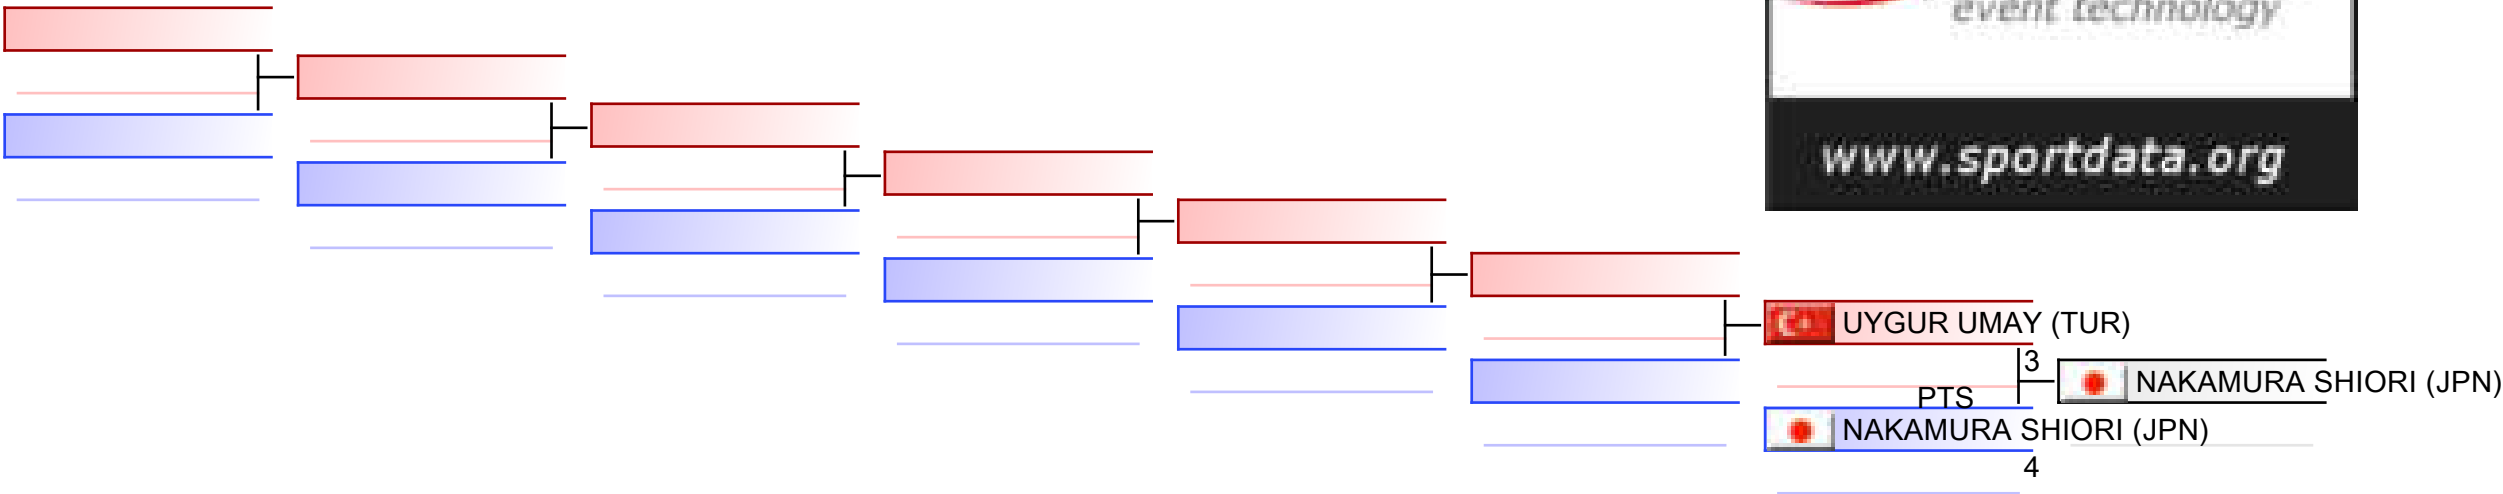 event technology
www.sportdata.org
UYGUR UMAY (TUR)
3
NAKAMURA SHIORI (JPN)
PTS
NAKAMURA SHIORI (JPN)
4